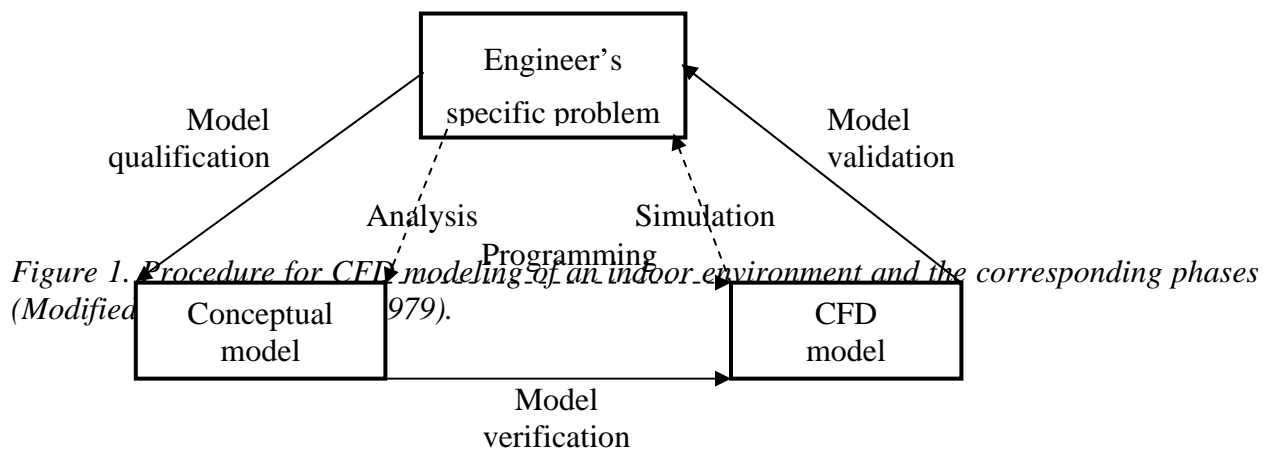 Engineer’s
specific problem
Model
qualification
Model
validation
Analysis
Simulation
Programming
Figure 1. Procedure for CFD modeling of an indoor environment and the corresponding phases
(Modified 979).
Conceptual
model
CFD
model
Model
verification